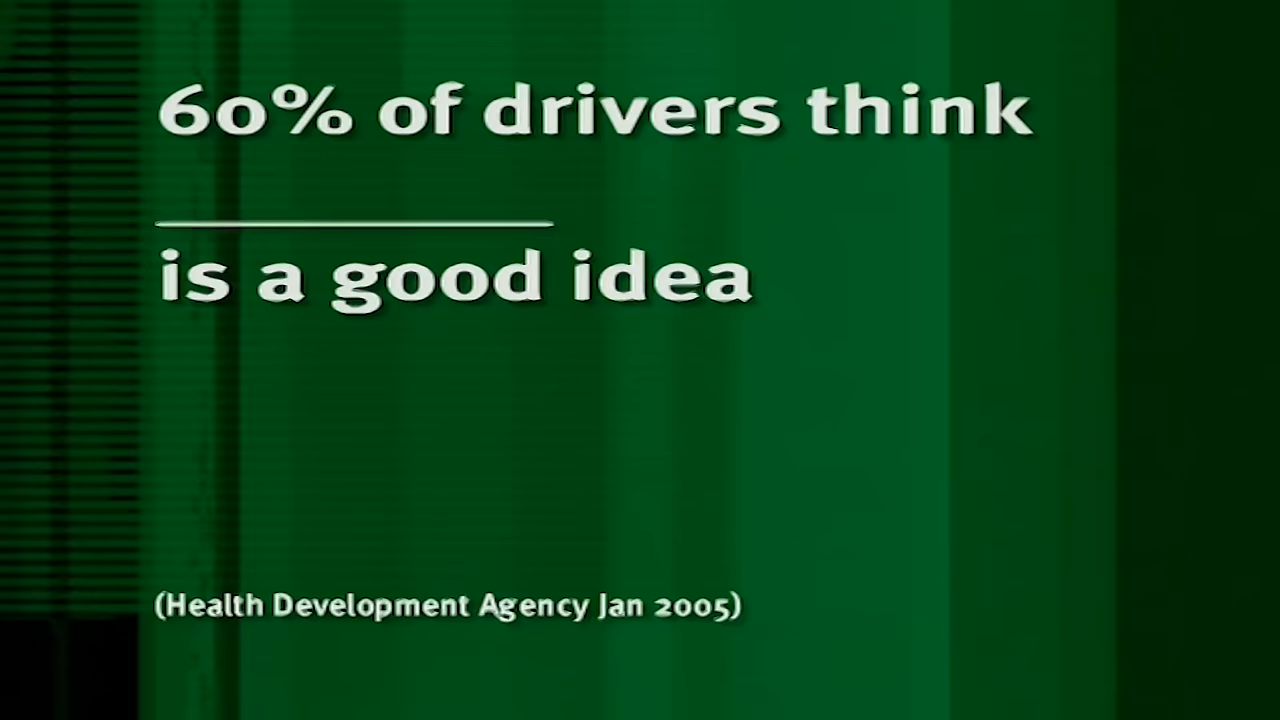 60% of drivers think
is a good idea
(Health Development Agency Jan 2005)